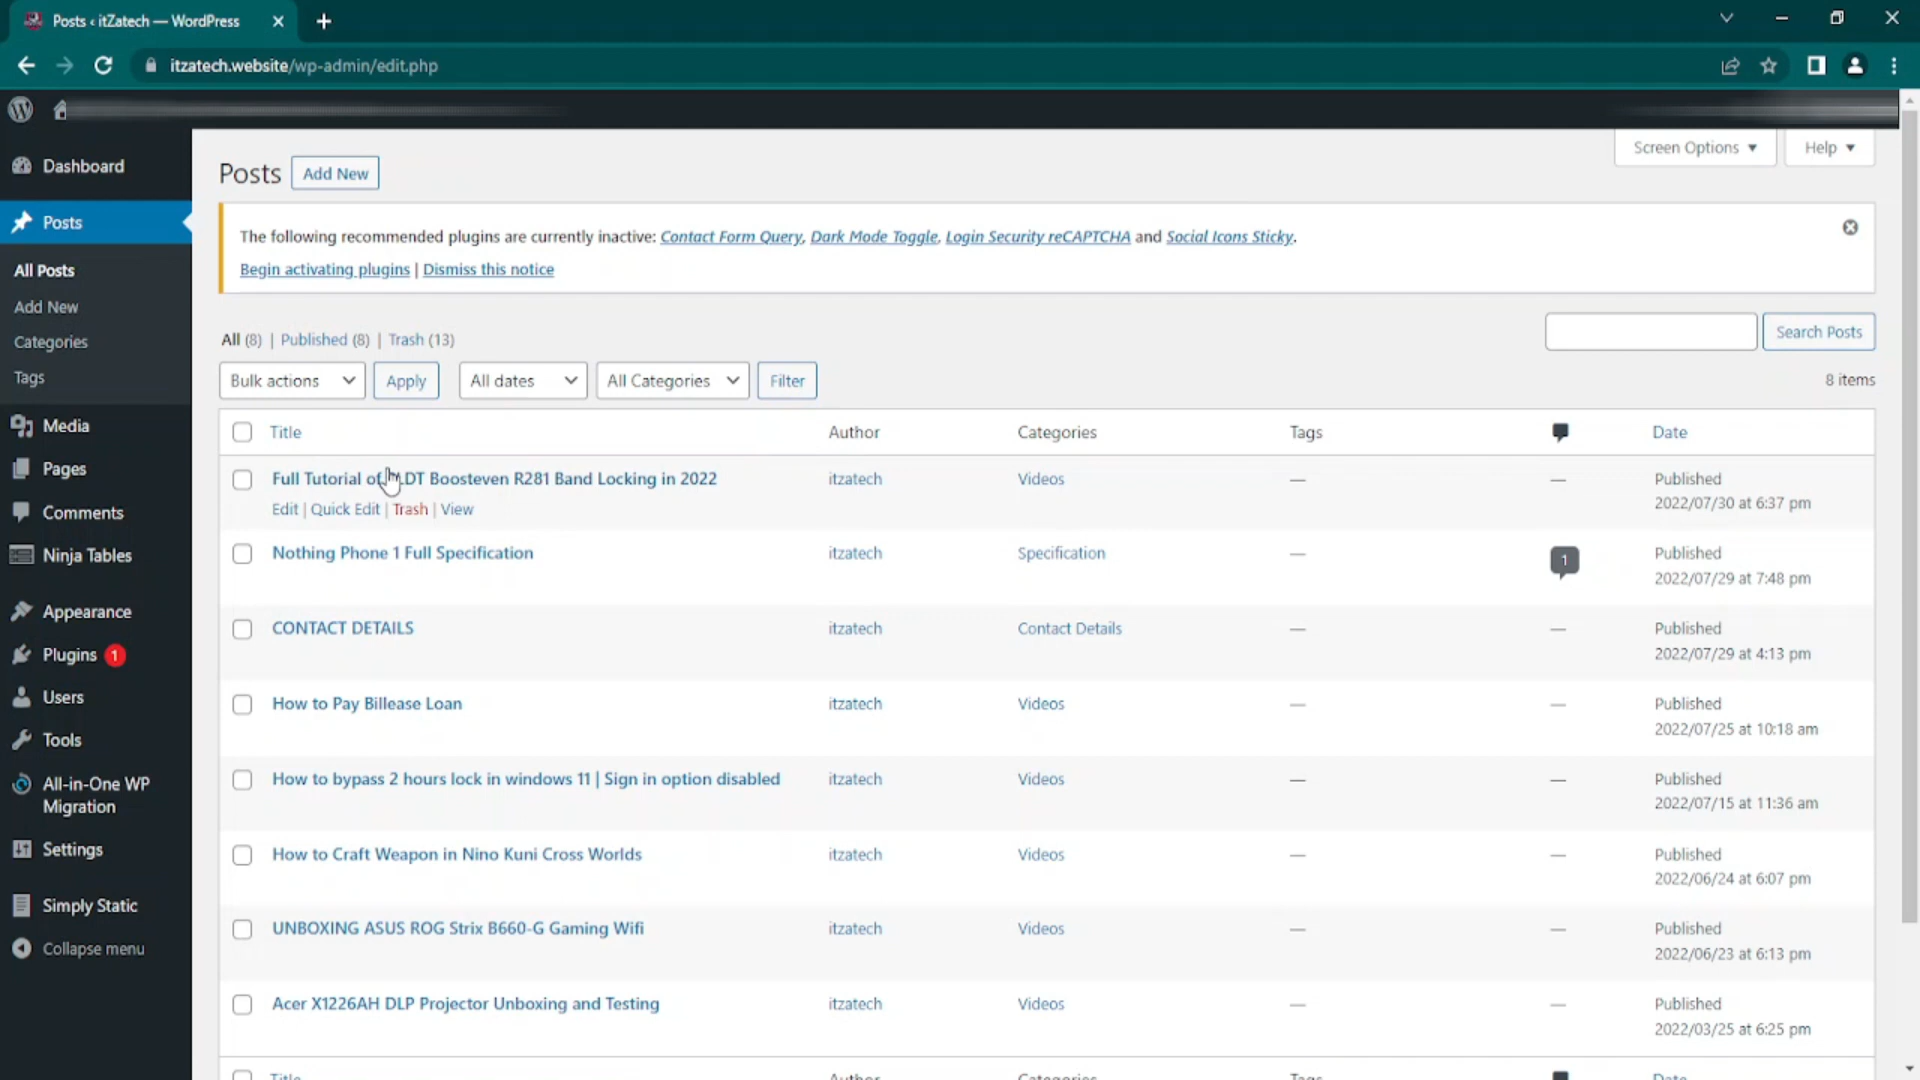 Posts ‹ itZatech — WordPress
itzatech.website/wp-admin/edit.php
Dashboard
Posts
All Posts
Add New
Categories
Tags
Media
Pages
Comments
Ninja Tables
Appearance
Plugins 1
Users
Tools
All-in-One WP
Migration
Settings
Simply Static
Collapse menu
Screen Options
Help
Posts
Add New
The following recommended plugins are currently inactive: Contact Form Query, Dark Mode Toggle, Login Security reCAPTCHA and Social Icons Sticky.
Begin activating plugins | Dismiss this notice
All (8) | Published (8) | Trash (13)
Search Posts
Bulk actions Apply All dates All Categories Filter 8 items
Title Author Categories Tags Date
Full Tutorial of LDT Boosteven R281 Band Locking in 2022 itzatech Videos — — Published
2022/07/30 at 6:37 pm
Edit | Quick Edit | Trash | View
Nothing Phone 1 Full Specification itzatech Specification — 1 Published
2022/07/29 at 7:48 pm
CONTACT DETAILS itzatech Contact Details — — Published
2022/07/29 at 4:13 pm
How to Pay Billease Loan itzatech Videos — — Published
2022/07/25 at 10:18 am
How to bypass 2 hours lock in windows 11 | Sign in option disabled itzatech Videos — — Published
2022/07/15 at 11:36 am
How to Craft Weapon in Nino Kuni Cross Worlds itzatech Videos — — Published
2022/06/24 at 6:07 pm
UNBOXING ASUS ROG Strix B660-G Gaming Wifi itzatech Videos — — Published
2022/06/23 at 6:13 pm
Acer X1226AH DLP Projector Unboxing and Testing itzatech Videos — — Published
2022/03/25 at 6:25 pm
Title Author Categories Tags Date